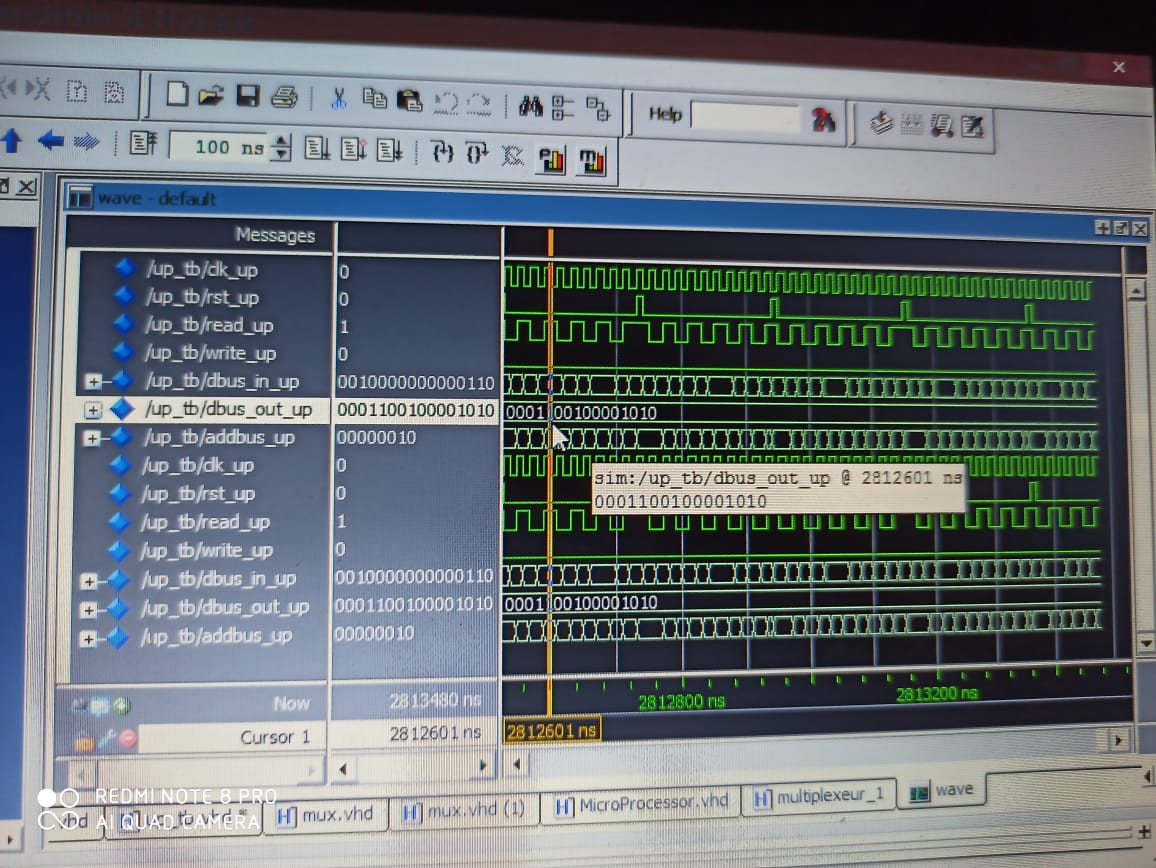 Help
100 ns
wave - default
Messages
/up_tb/clk_up 0
/up_tb/rst_up 0
/up_tb/read_up 1
/up_tb/write_up 0
/up_tb/dbus_in_up 0010000000000110
/up_tb/dbus_out_up 0001100100001010 0001100100001010
/up_tb/addbus_up 00000010
/up_tb/clk_up 0
sim:/up_tb/dbus_out_up @ 2812601 ns
/up_tb/rst_up 0
0001100100001010
/up_tb/read_up 1
/up_tb/write_up 0
/up_tb/dbus_in_up 0010000000000110
/up_tb/dbus_out_up 0001100100001010 0001100100001010
/up_tb/addbus_up 00000010
Now 2813480 ns 2812800 ns 2813200 ns
Cursor 1 2812601 ns 2812601 ns
mux.vhd mux.vhd (1) MicroProcessor.vhd multiplexeur_1 wave
REDMI NOTE 8 PRO
AI QUAD CAMERA